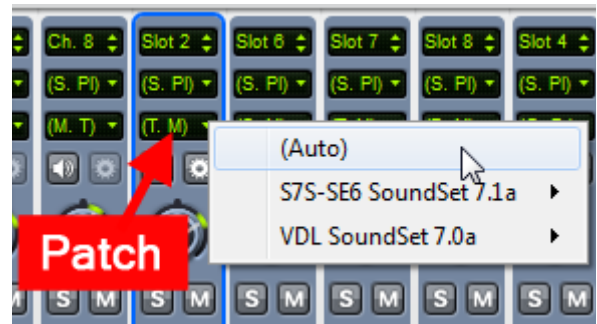 Ch. 8 Slot 2 Slot 6 Slot 7 Slot 8 Slot 4
(S. Pl) (S. Pl) (S. Pl) (S. Pl) (S. Pl) (S. Pl)
(M. T) (T. M)
(Auto)
S7S-SE6 SoundSet 7.1a
VDL SoundSet 7.0a
Patch
S M S M S M S M S M S M